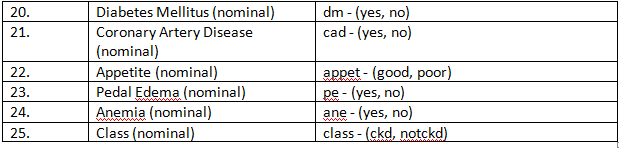 20. Diabetes Mellitus (nominal) dm - (yes, no)
21. Coronary Artery Disease cad - (yes, no)
(nominal)
22. Appetite (nominal) appet - (good, poor)
23. Pedal Edema (nominal) pe - (yes, no)
24. Anemia (nominal) ane - (yes, no)
25. Class (nominal) class - (ckd, notckd)